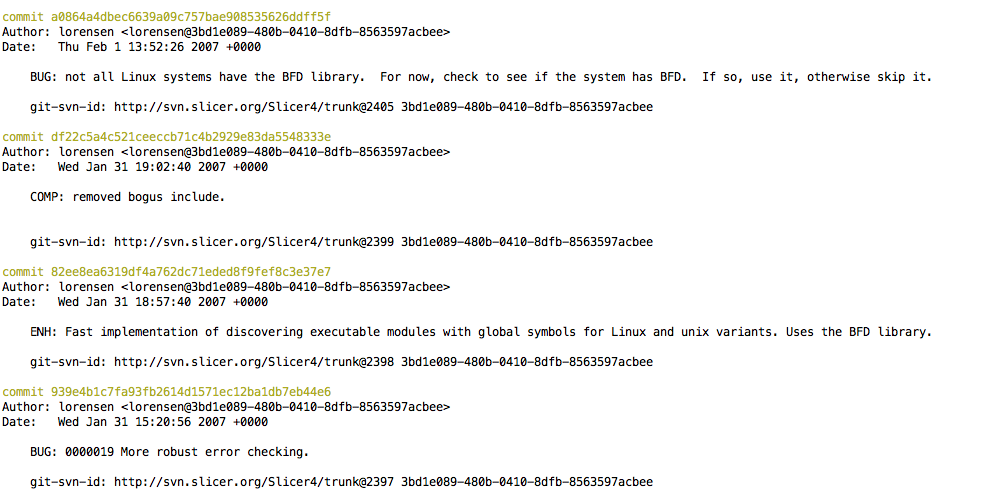 commit a0864a4dbec6639a09c757bae908535626ddff5f
Author: lorensen <lorensen@3bd1e089-480b-0410-8dfb-8563597acbee>
Date:   Thu Feb 1 13:52:26 2007 +0000
BUG: not all Linux systems have the BFD library.  For now, check to see if the system has BFD.  If so, use it, otherwise skip it.
git-svn-id: http://svn.slicer.org/Slicer4/trunk@2405 3bd1e089-480b-0410-8dfb-8563597acbee
commit df22c5a4c521ceeccb71c4b2929e83da5548333e
Author: lorensen <lorensen@3bd1e089-480b-0410-8dfb-8563597acbee>
Date:   Wed Jan 31 19:02:40 2007 +0000
COMP: removed bogus include.
git-svn-id: http://svn.slicer.org/Slicer4/trunk@2399 3bd1e089-480b-0410-8dfb-8563597acbee
commit 82ee8ea6319df4a762dc71eded8f9fef8c3e37e7
Author: lorensen <lorensen@3bd1e089-480b-0410-8dfb-8563597acbee>
Date:   Wed Jan 31 18:57:40 2007 +0000
ENH: Fast implementation of discovering executable modules with global symbols for Linux and unix variants. Uses the BFD library.
git-svn-id: http://svn.slicer.org/Slicer4/trunk@2398 3bd1e089-480b-0410-8dfb-8563597acbee
commit 939e4b1c7fa93fb2614d1571ec12ba1db7eb44e6
Author: lorensen <lorensen@3bd1e089-480b-0410-8dfb-8563597acbee>
Date:   Wed Jan 31 15:20:56 2007 +0000
BUG: 0000019 More robust error checking.
git-svn-id: http://svn.slicer.org/Slicer4/trunk@2397 3bd1e089-480b-0410-8dfb-8563597acbee